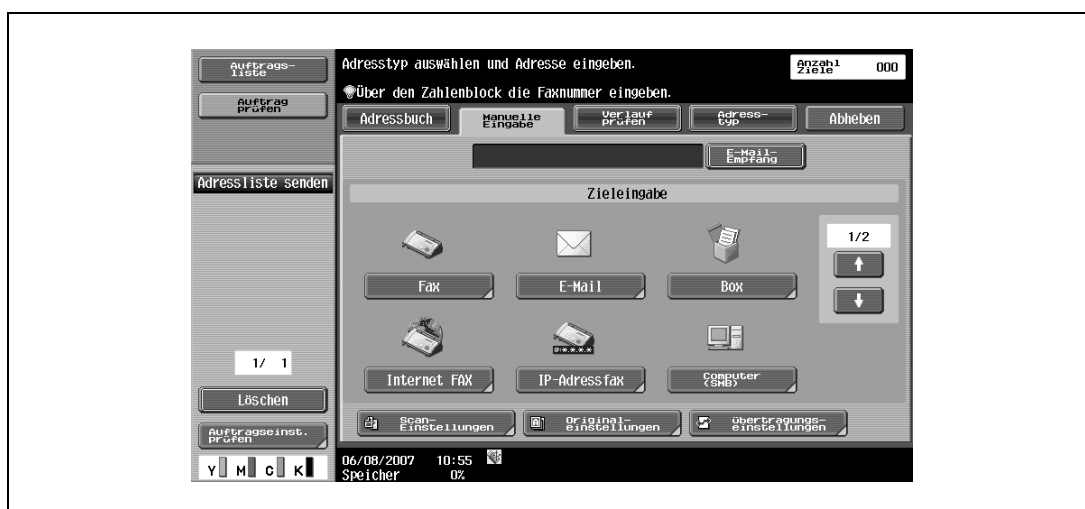 Auftrags-
liste
Auftrag
prüfen
Adressliste senden
1/ 1
Löschen
Auftragseinst.
prüfen
Y M C K
Adresstyp auswählen und Adresse eingeben.
Anzahl
Ziele 000
Über den Zahlenblock die Faxnummer eingeben.
Adressbuch
Manuelle
Eingabe
Verlauf
prüfen
Adress-
typ
Abheben
E-Mail-
Empfang
Zieleingabe
1/2
Fax
E-Mail
Box
Internet FAX
IP-Adressfax
Computer
(SMB)
Scan-
Einstellungen
Original-
einstellungen
übertragungs-
einstellungen
06/08/2007 10:55
Speicher 0%